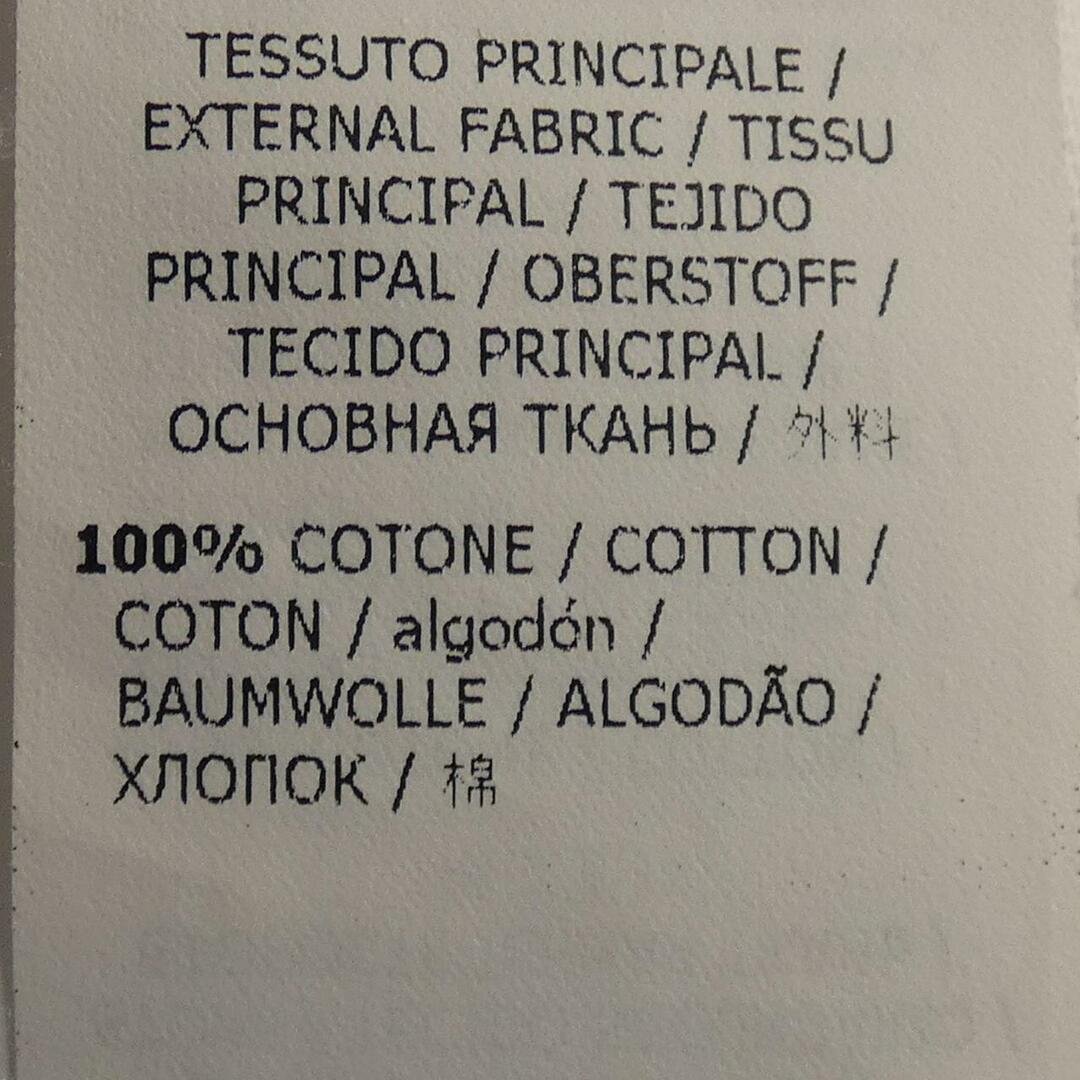 TESSUTO PRINCIPALE /
EXTERNAL FABRIC / TISSU
PRINCIPAL / TEJIDO
PRINCIPAL / OBERSTOFF /
TECIDO PRINCIPAL /
ОСНОВНАЯ ТКАНЬ / 外料
100% COTONE / COTTON /
COTON / algodón /
BAUMWOLLE / ALGODÃO /
ХЛОПОК / 棉